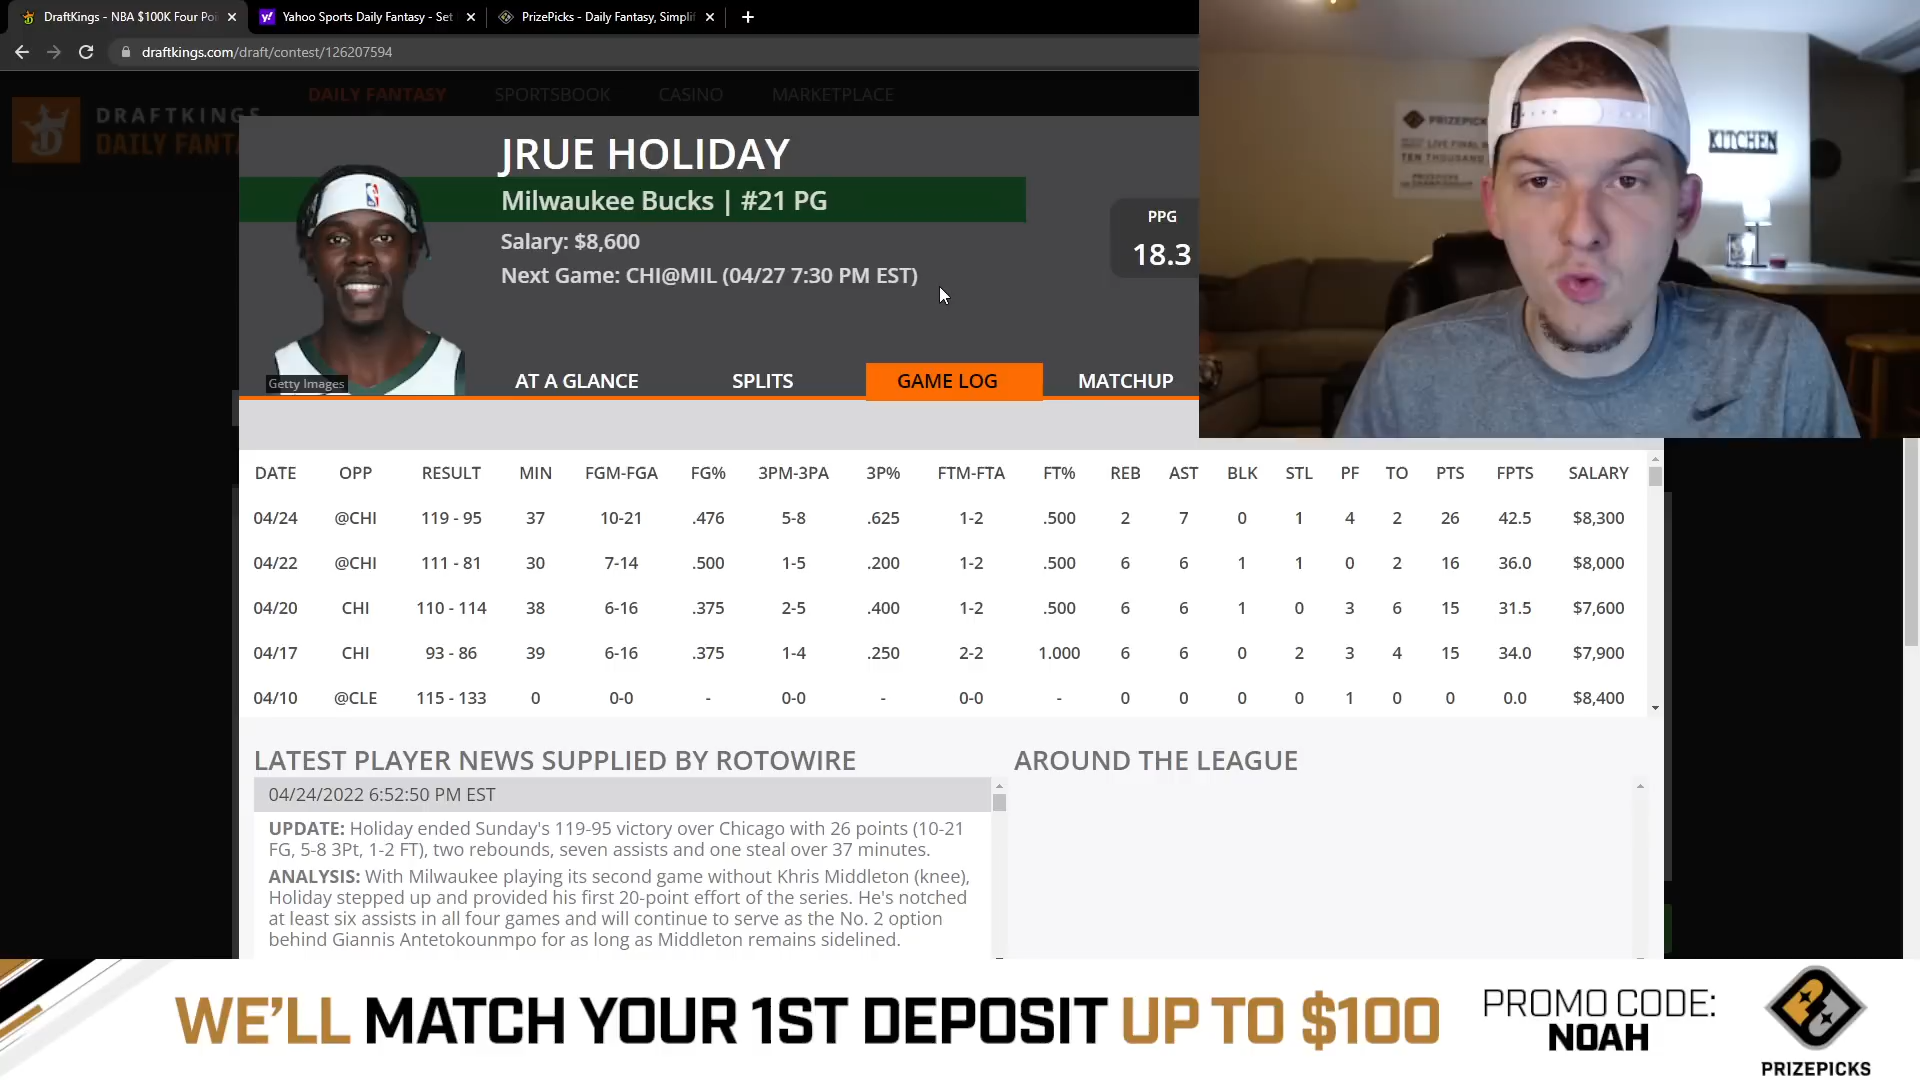 DraftKings - NBA $100K Four Poi
Yahoo Sports Daily Fantasy - Set
PrizePicks - Daily Fantasy, Simplif
draftkings.com/draft/contest/126207594
DRAFTKINGS
DAILY FANTA
DAILY FANTASY SPORTSBOOK CASINO MARKETPLACE
JRUE HOLIDAY
Milwaukee Bucks | #21 PG
Salary: $8,600
Next Game: CHI@MIL (04/27 7:30 PM EST)
PPG
18.3
Getty Images
PRIZEPICKS
LIVE FINAL
TEN THOUSAND
KITCHEN
AT A GLANCE SPLITS GAME LOG MATCHUP
DATE OPP RESULT MIN FGM-FGA FG% 3PM-3PA 3P% FTM-FTA FT% REB AST BLK STL PF TO PTS FPTS SALARY
04/24 @CHI 119 - 95 37 10-21 .476 5-8 .625 1-2 .500 2 7 0 1 4 2 26 42.5 $8,300
04/22 @CHI 111 - 81 30 7-14 .500 1-5 .200 1-2 .500 6 6 1 1 0 2 16 36.0 $8,000
04/20 CHI 110 - 114 38 6-16 .375 2-5 .400 1-2 .500 6 6 1 0 3 6 15 31.5 $7,600
04/17 CHI 93 - 86 39 6-16 .375 1-4 .250 2-2 1.000 6 6 0 2 3 4 15 34.0 $7,900
04/10 @CLE 115 - 133 0 0-0 - 0-0 - 0-0 - 0 0 0 0 1 0 0 0.0 $8,400
LATEST PLAYER NEWS SUPPLIED BY ROTOWIRE
04/24/2022 6:52:50 PM EST
UPDATE: Holiday ended Sunday's 119-95 victory over Chicago with 26 points (10-21
FG, 5-8 3Pt, 1-2 FT), two rebounds, seven assists and one steal over 37 minutes.
ANALYSIS: With Milwaukee playing its second game without Khris Middleton (knee),
Holiday stepped up and provided his first 20-point effort of the series. He's notched
at least six assists in all four games and will continue to serve as the No. 2 option
behind Giannis Antetokounmpo for as long as Middleton remains sidelined.
AROUND THE LEAGUE
WE'LL MATCH YOUR 1ST DEPOSIT UP TO $100
PROMO CODE:
NOAH
PRIZEPICKS